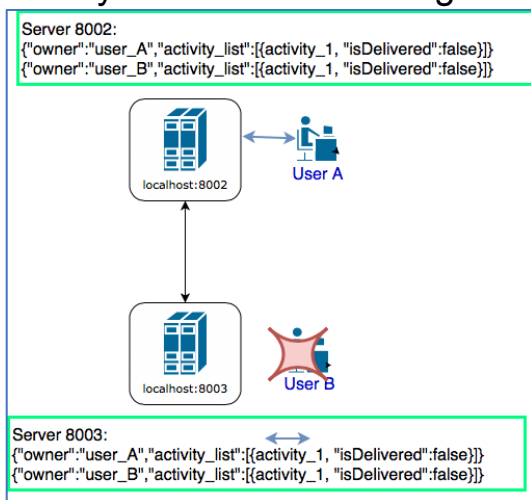 Server 8002:
{"owner":"user_A","activity_list":[{activity_1, "isDelivered":false}]}
{"owner":"user_B","activity_list":[{activity_1, "isDelivered":false}]}
localhost:8002
User A
localhost:8003
User B
Server 8003:
{"owner":"user_A","activity_list":[{activity_1, "isDelivered":false}]}
{"owner":"user_B","activity_list":[{activity_1, "isDelivered":false}]}